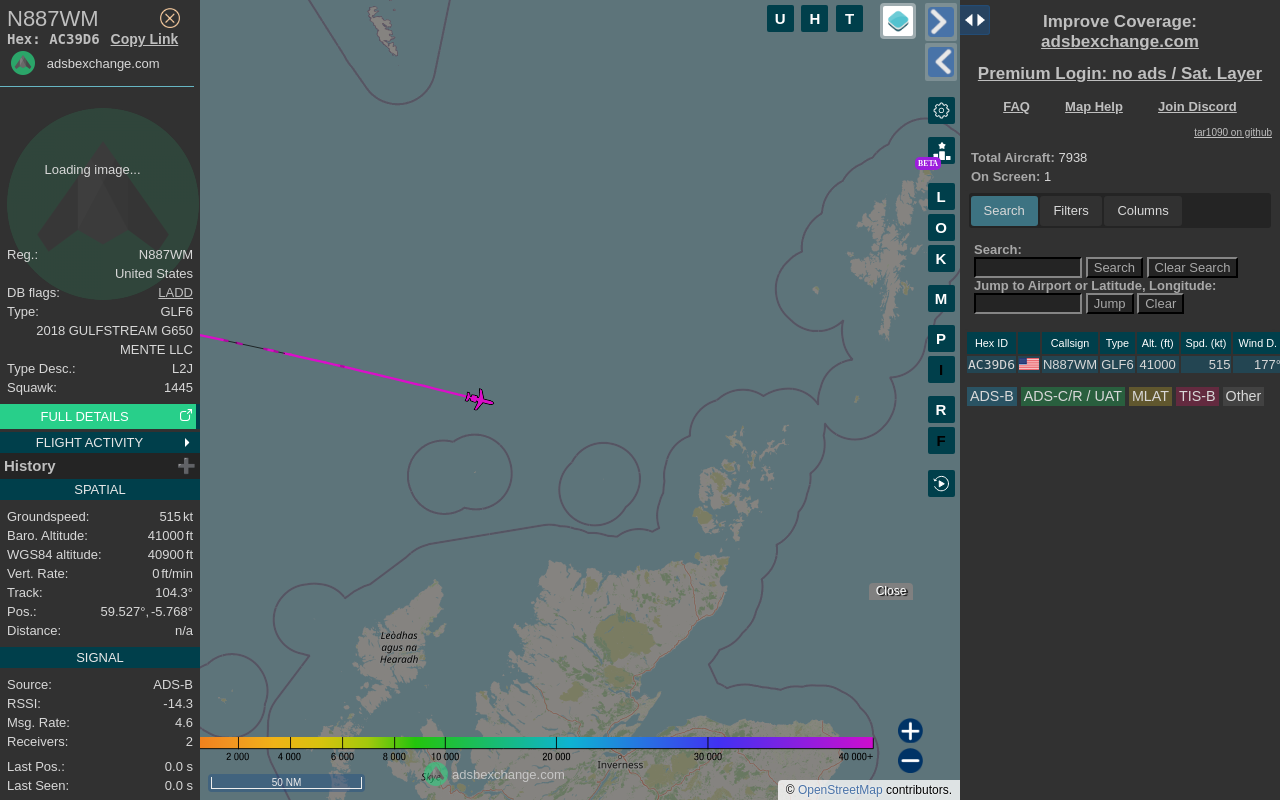 N887WM
Hex: AC39D6 Copy Link
adsbexchange.com
Loading image...
Reg.: N887WM
United States
DB flags: LADD
Type: GLF6
2018 GULFSTREAM G650
MENTE LLC
Type Desc.: L2J
Squawk: 1445
FULL DETAILS
FLIGHT ACTIVITY
History
SPATIAL
Groundspeed: 515 kt
Baro. Altitude: 41000 ft
WGS84 altitude: 40900 ft
Vert. Rate: 0 ft/min
Track: 104.3°
Pos.: 59.527°, -5.768°
Distance: n/a
SIGNAL
Source: ADS-B
RSSI: -14.3
Msg. Rate: 4.6
Receivers: 2
Last Pos.: 0.0 s
Last Seen: 0.0 s
U H T
BETA
L
O
K
M
P
I
R
F
Close
Leòdhas
agus na
Hearadh
2 000 4 000 6 000 8 000 10 000 20 000 30 000 40 000+
Inverness
adsbexchange.com
50 NM
© OpenStreetMap contributors.
Improve Coverage:
adsbexchange.com
Premium Login: no ads / Sat. Layer
FAQ Map Help Join Discord
tar1090 on github
Total Aircraft: 7938
On Screen: 1
Search Filters Columns
Search:
Search Clear Search
Jump to Airport or Latitude, Longitude:
Jump Clear
Hex ID Callsign Type Alt. (ft) Spd. (kt) Wind D.
AC39D6 N887WM GLF6 41000 515 177°
ADS-B ADS-C/R / UAT MLAT TIS-B Other